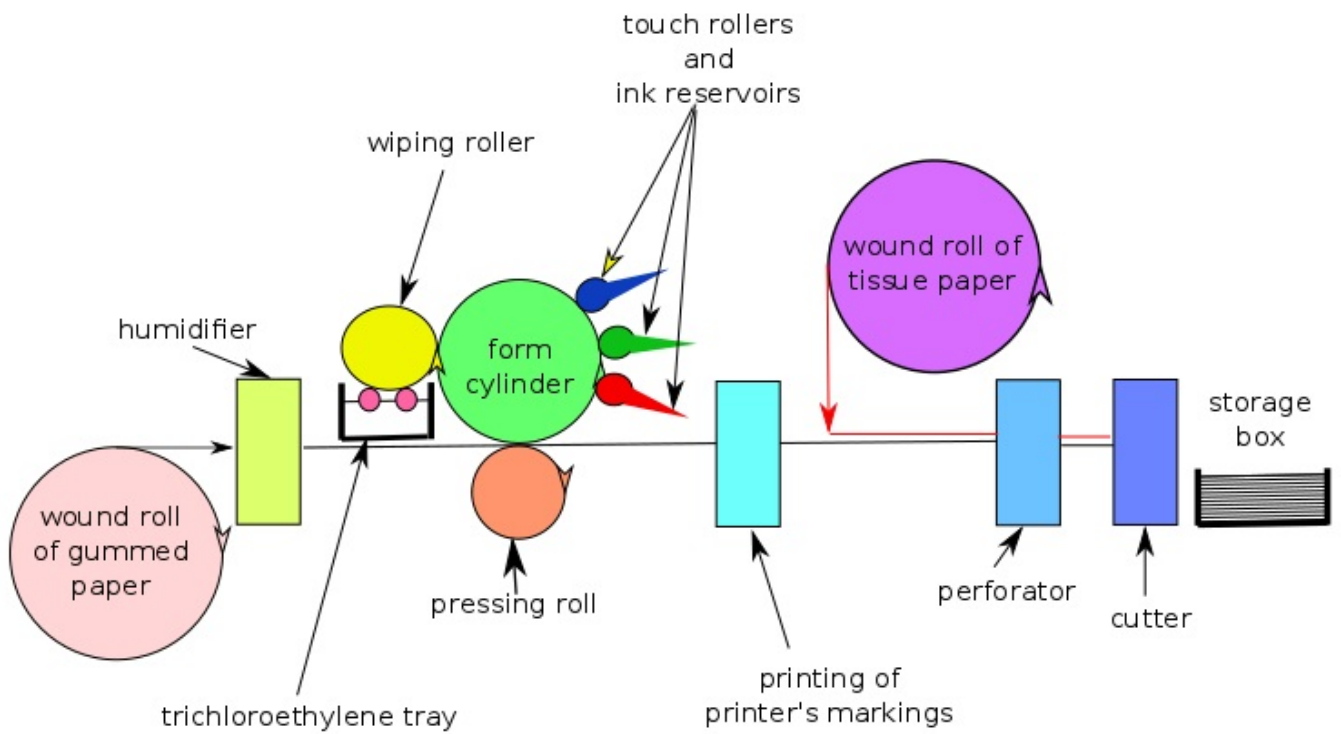 touch rollers
and
ink reservoirs
wiping roller
wound roll of
tissue paper
humidifier
form
cylinder
storage
box
wound roll
of gummed
paper
pressing roll
perforator
cutter
printing of
printer's markings
trichloroethylene tray